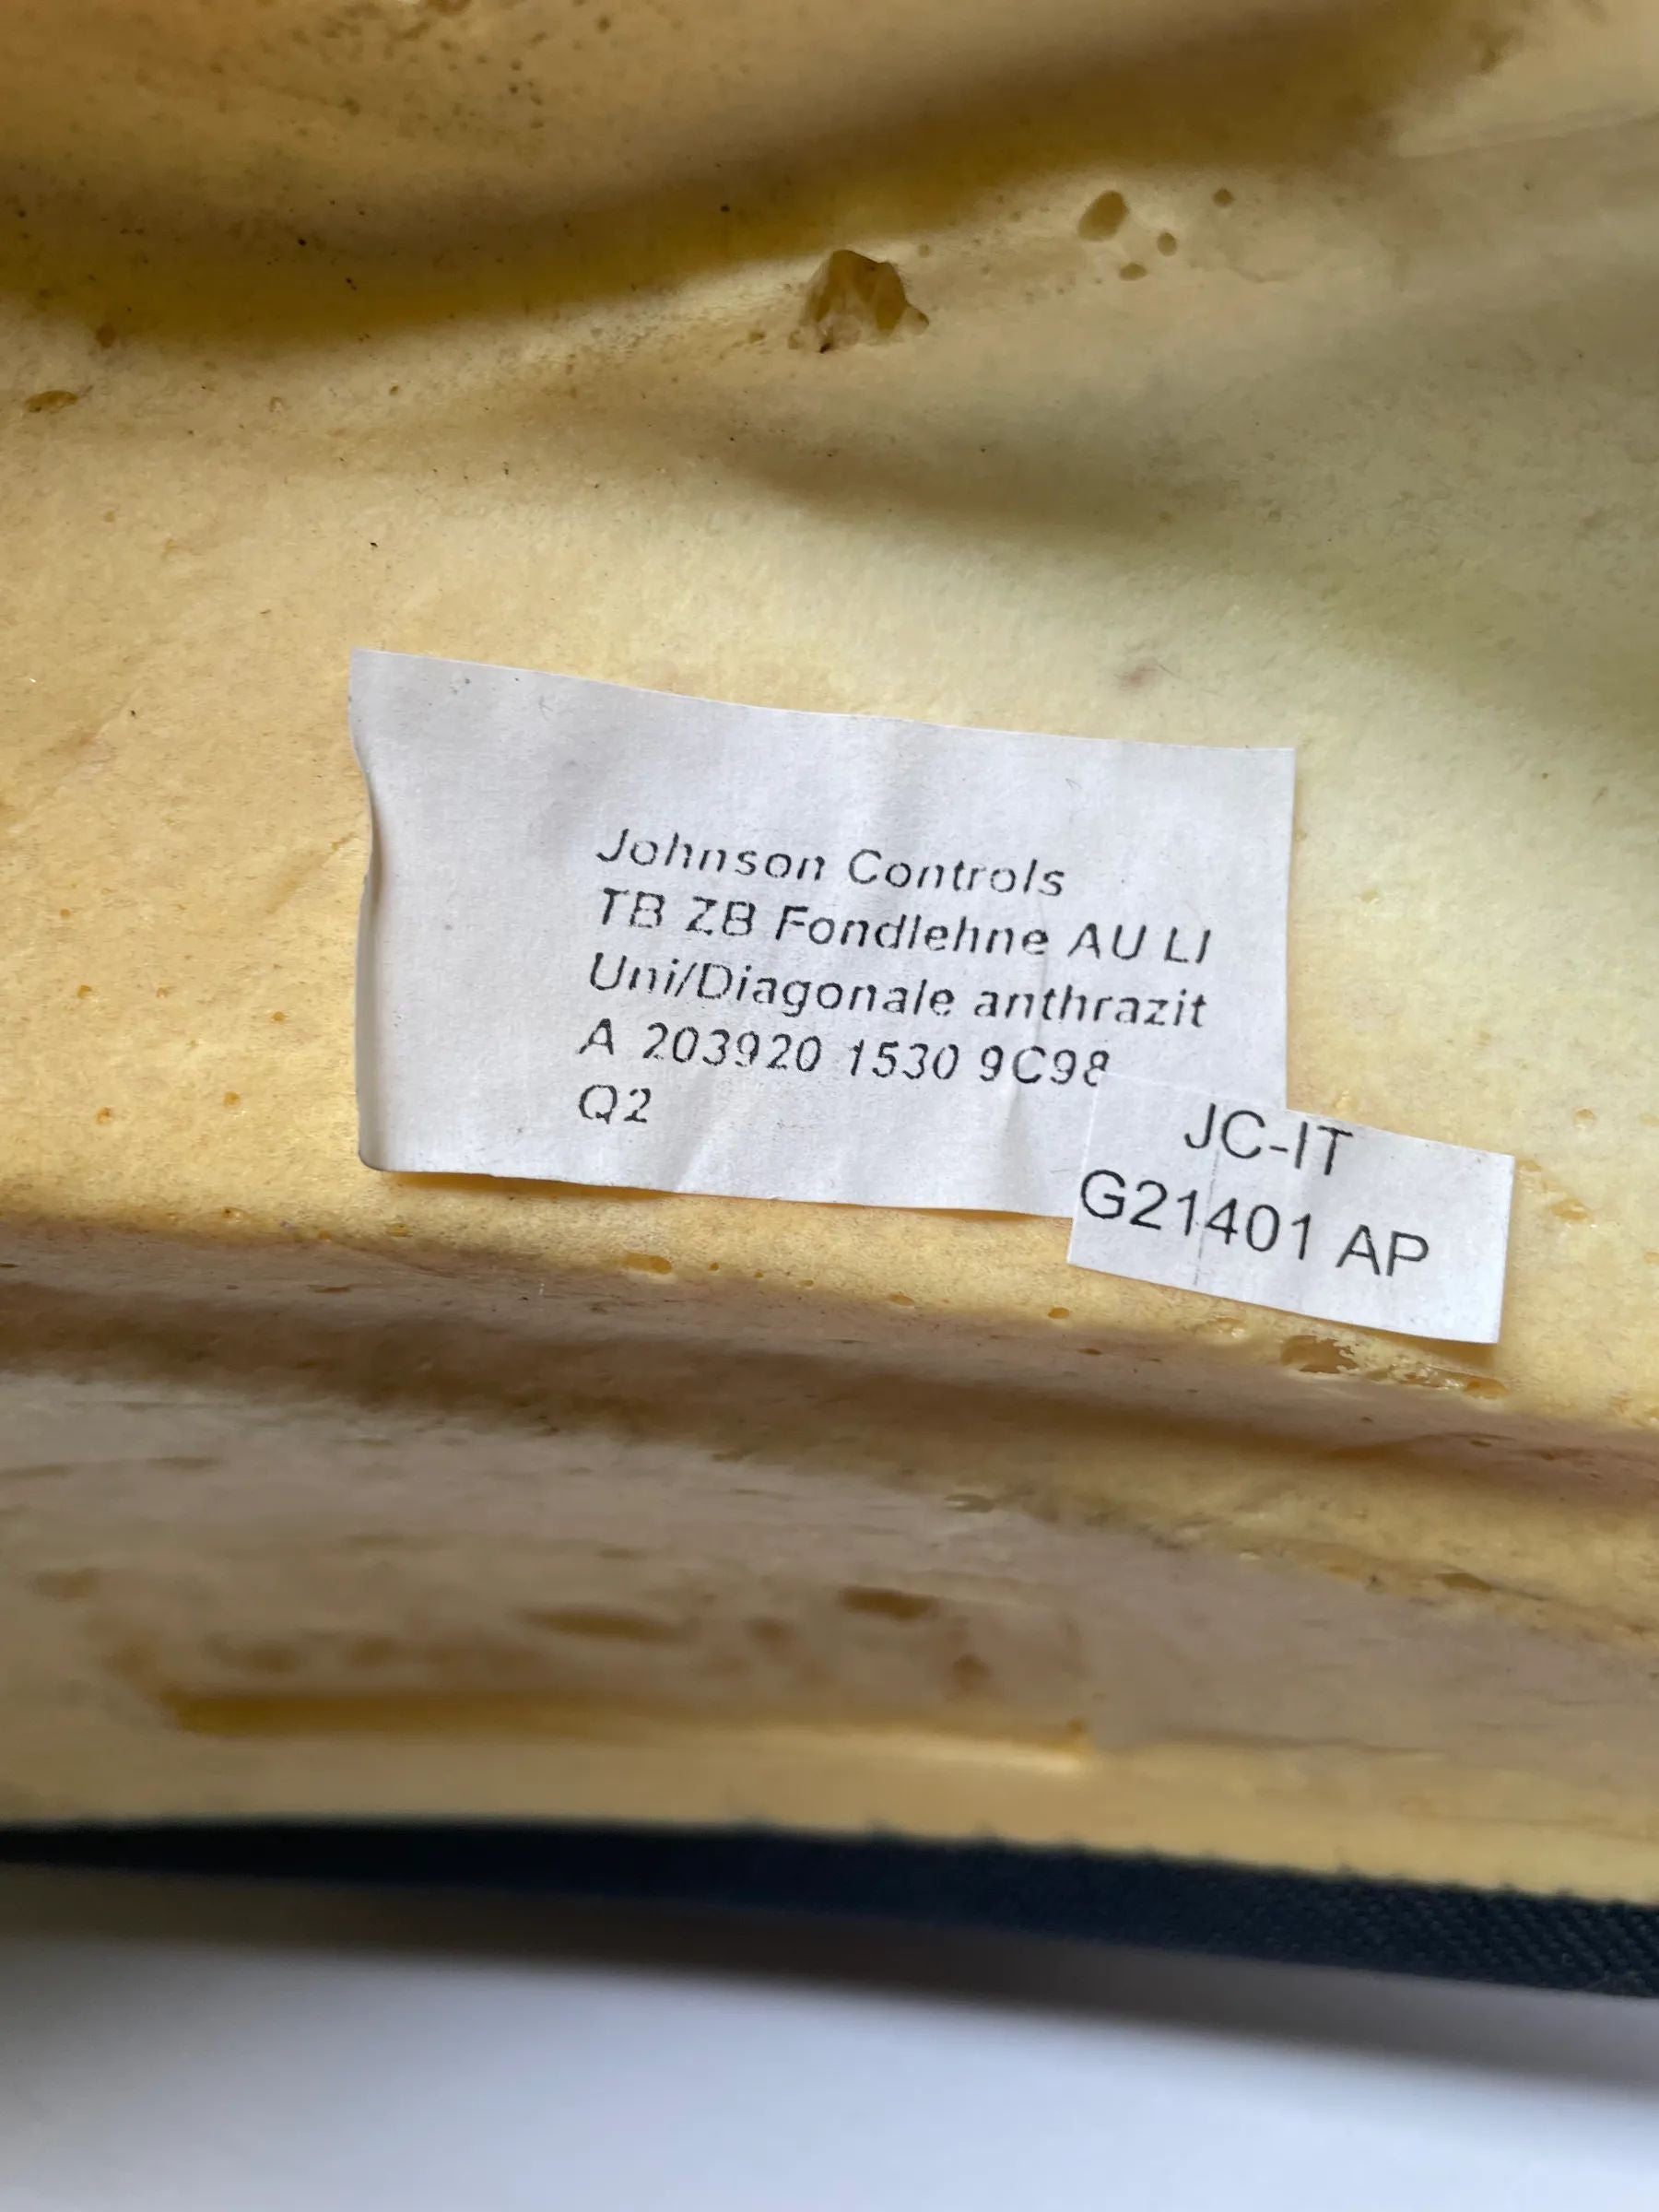 Johnson Controls
TB ZB Fondlehne AU LI
Uni/Diagonale anthrazit
A 203920 1530 9C98
Q2
JC-IT
G21401 AP